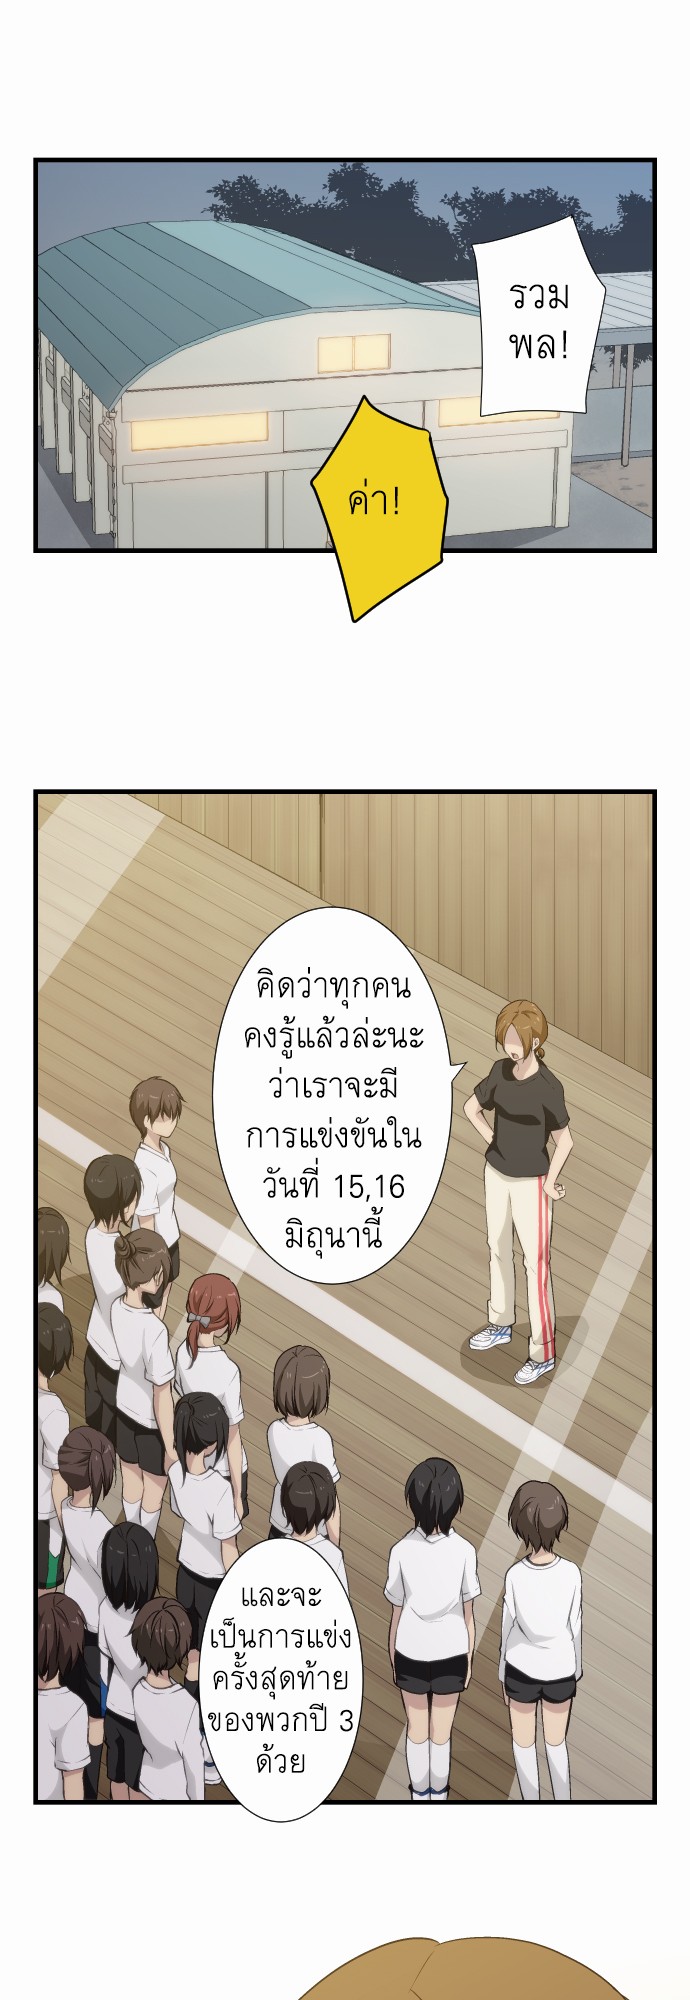 รวม
พล!
ค่า!
คิดว่าทุกคน
คงรู้แล้วล่ะนะ
ว่าเราจะมี
การแข่งขันใน
วันที่ 15,16
มิถุนานี้
และจะ
เป็นการแข่ง
ครั้งสุดท้าย
ของพวกปี 3
ด้วย